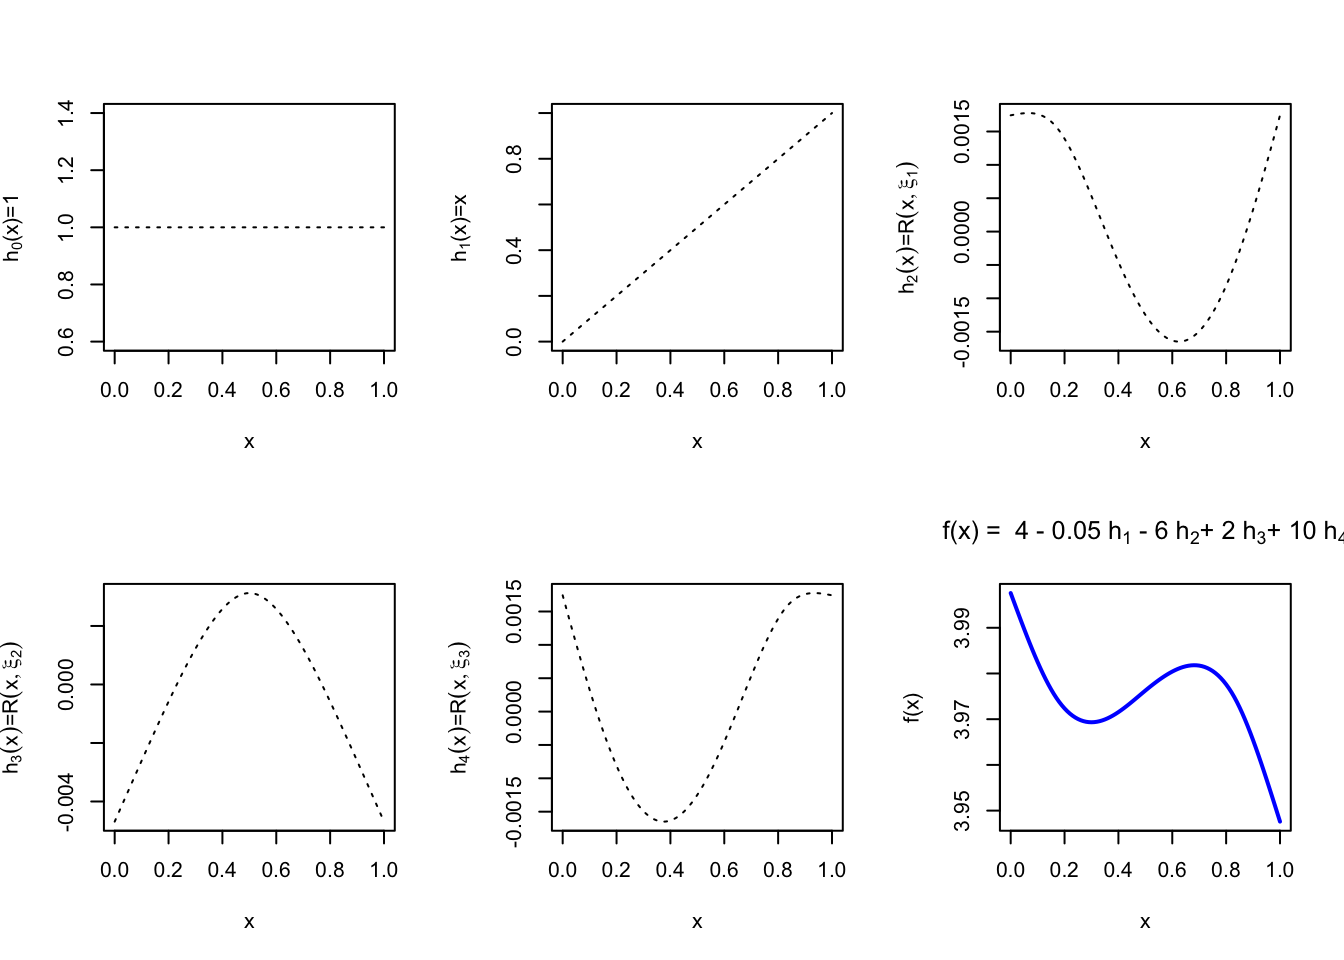 h₀(x)=1
1.4
1.2
1.0
0.8
0.6
0.0 0.2 0.4 0.6 0.8 1.0
x
h₁(x)=x
0.8
0.4
0.0
0.0 0.2 0.4 0.6 0.8 1.0
x
h₂(x)=R(x, ξ₁)
0.0015
0.0000
-0.0015
0.0 0.2 0.4 0.6 0.8 1.0
x
h₃(x)=R(x, ξ₂)
0.000
-0.004
0.0 0.2 0.4 0.6 0.8 1.0
x
h₄(x)=R(x, ξ₃)
0.0015
0.0000
-0.0015
0.0 0.2 0.4 0.6 0.8 1.0
x
f(x) = 4 - 0.05 h₁ - 6 h₂+ 2 h₃+ 10 h₄
f(x)
3.99
3.97
3.95
0.0 0.2 0.4 0.6 0.8 1.0
x